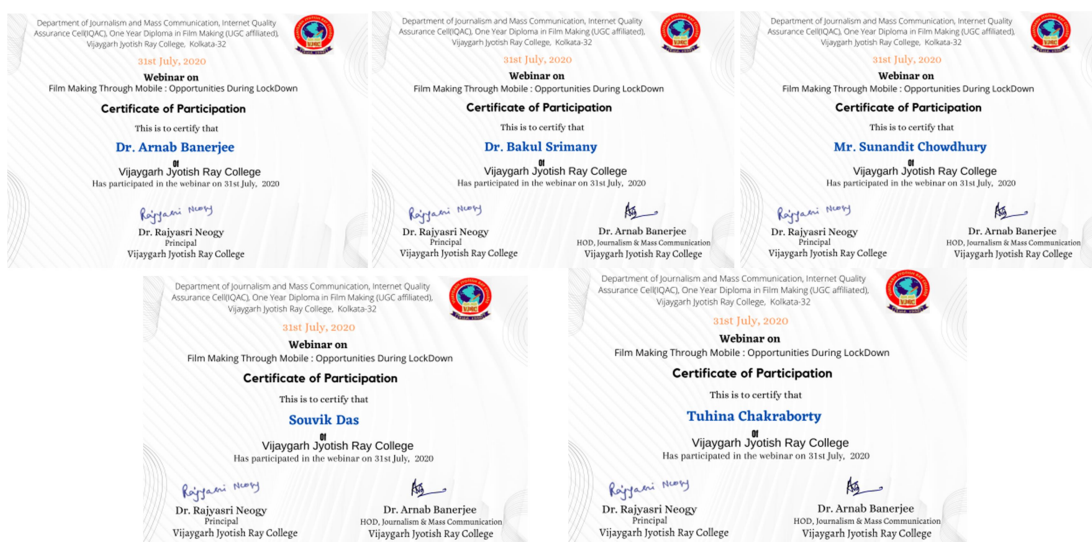 Department of Journalism and Mass Communication, Internet Quality
Assurance Cell(IQAC), One Year Diploma in Film Making (UGC affiliated),
Vijaygarh Jyotish Ray College, Kolkata-32
31st July, 2020
Webinar on
Film Making Through Mobile : Opportunities During LockDown
Certificate of Participation
This is to certify that
Dr. Arnab Banerjee
Of
Vijaygarh Jyotish Ray College
Has participated in the webinar on 31st July, 2020
Rajyasri Neogy
Dr. Rajyasri Neogy
Principal
Vijaygarh Jyotish Ray College
Department of Journalism and Mass Communication, Internet Quality
Assurance Cell(IQAC), One Year Diploma in Film Making (UGC affiliated),
Vijaygarh Jyotish Ray College, Kolkata-32
31st July, 2020
Webinar on
Film Making Through Mobile : Opportunities During LockDown
Certificate of Participation
This is to certify that
Dr. Bakul Srimany
Of
Vijaygarh Jyotish Ray College
Has participated in the webinar on 31st July, 2020
Rajyasri Neogy
Dr. Rajyasri Neogy
Principal
Vijaygarh Jyotish Ray College
Dr. Arnab Banerjee
HOD, Journalism & Mass Communication
Vijaygarh Jyotish Ray College
Department of Journalism and Mass Communication, Internet Quality
Assurance Cell(IQAC), One Year Diploma in Film Making (UGC affiliated),
Vijaygarh Jyotish Ray College, Kolkata-32
31st July, 2020
Webinar on
Film Making Through Mobile : Opportunities During LockDown
Certificate of Participation
This is to certify that
Mr. Sunandit Chowdhury
Of
Vijaygarh Jyotish Ray College
Has participated in the webinar on 31st July, 2020
Rajyasri Neogy
Dr. Rajyasri Neogy
Principal
Vijaygarh Jyotish Ray College
Dr. Arnab Banerjee
HOD, Journalism & Mass Communication
Vijaygarh Jyotish Ray College
Department of Journalism and Mass Communication, Internet Quality
Assurance Cell(IQAC), One Year Diploma in Film Making (UGC affiliated),
Vijaygarh Jyotish Ray College, Kolkata-32
31st July, 2020
Webinar on
Film Making Through Mobile : Opportunities During LockDown
Certificate of Participation
This is to certify that
Souvik Das
Of
Vijaygarh Jyotish Ray College
Has participated in the webinar on 31st July, 2020
Rajyasri Neogy
Dr. Rajyasri Neogy
Principal
Vijaygarh Jyotish Ray College
Dr. Arnab Banerjee
HOD, Journalism & Mass Communication
Vijaygarh Jyotish Ray College
Department of Journalism and Mass Communication, Internet Quality
Assurance Cell(IQAC), One Year Diploma in Film Making (UGC affiliated),
Vijaygarh Jyotish Ray College, Kolkata-32
31st July, 2020
Webinar on
Film Making Through Mobile : Opportunities During LockDown
Certificate of Participation
This is to certify that
Tuhina Chakraborty
Of
Vijaygarh Jyotish Ray College
Has participated in the webinar on 31st July, 2020
Rajyasri Neogy
Dr. Rajyasri Neogy
Principal
Vijaygarh Jyotish Ray College
Dr. Arnab Banerjee
HOD, Journalism & Mass Communication
Vijaygarh Jyotish Ray College